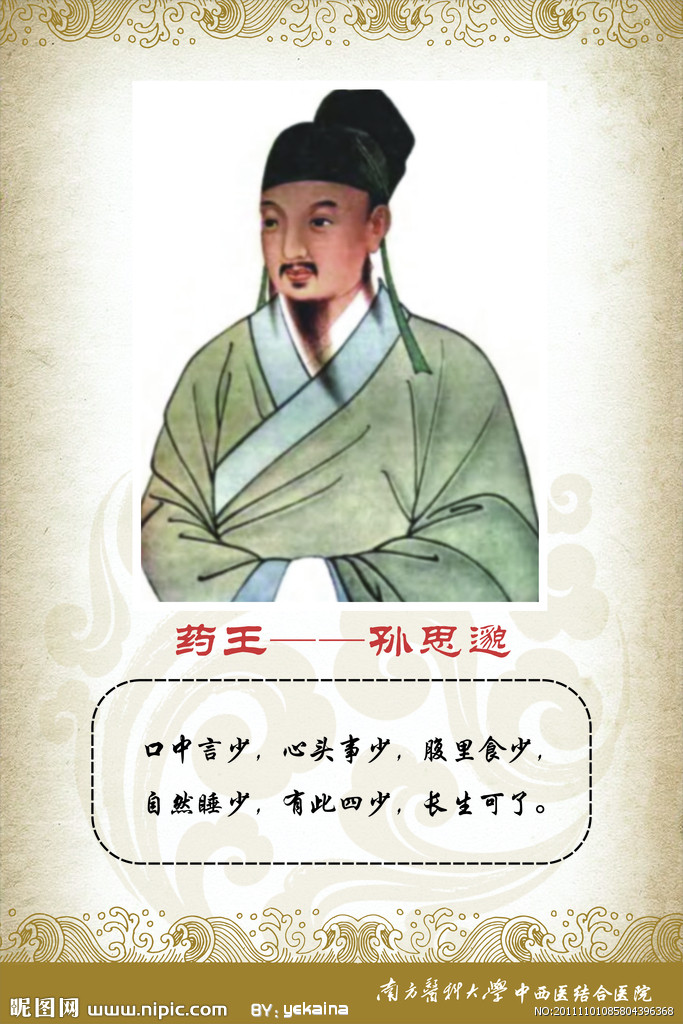 药王——孙思邈
口中言少，心头事少，腹里食少，
自然睡少，有此四少，长生可了。
南方醫科大學 中西医结合医院
昵图网 www.nipic.com BY: yekaina NO:20111101085804396368